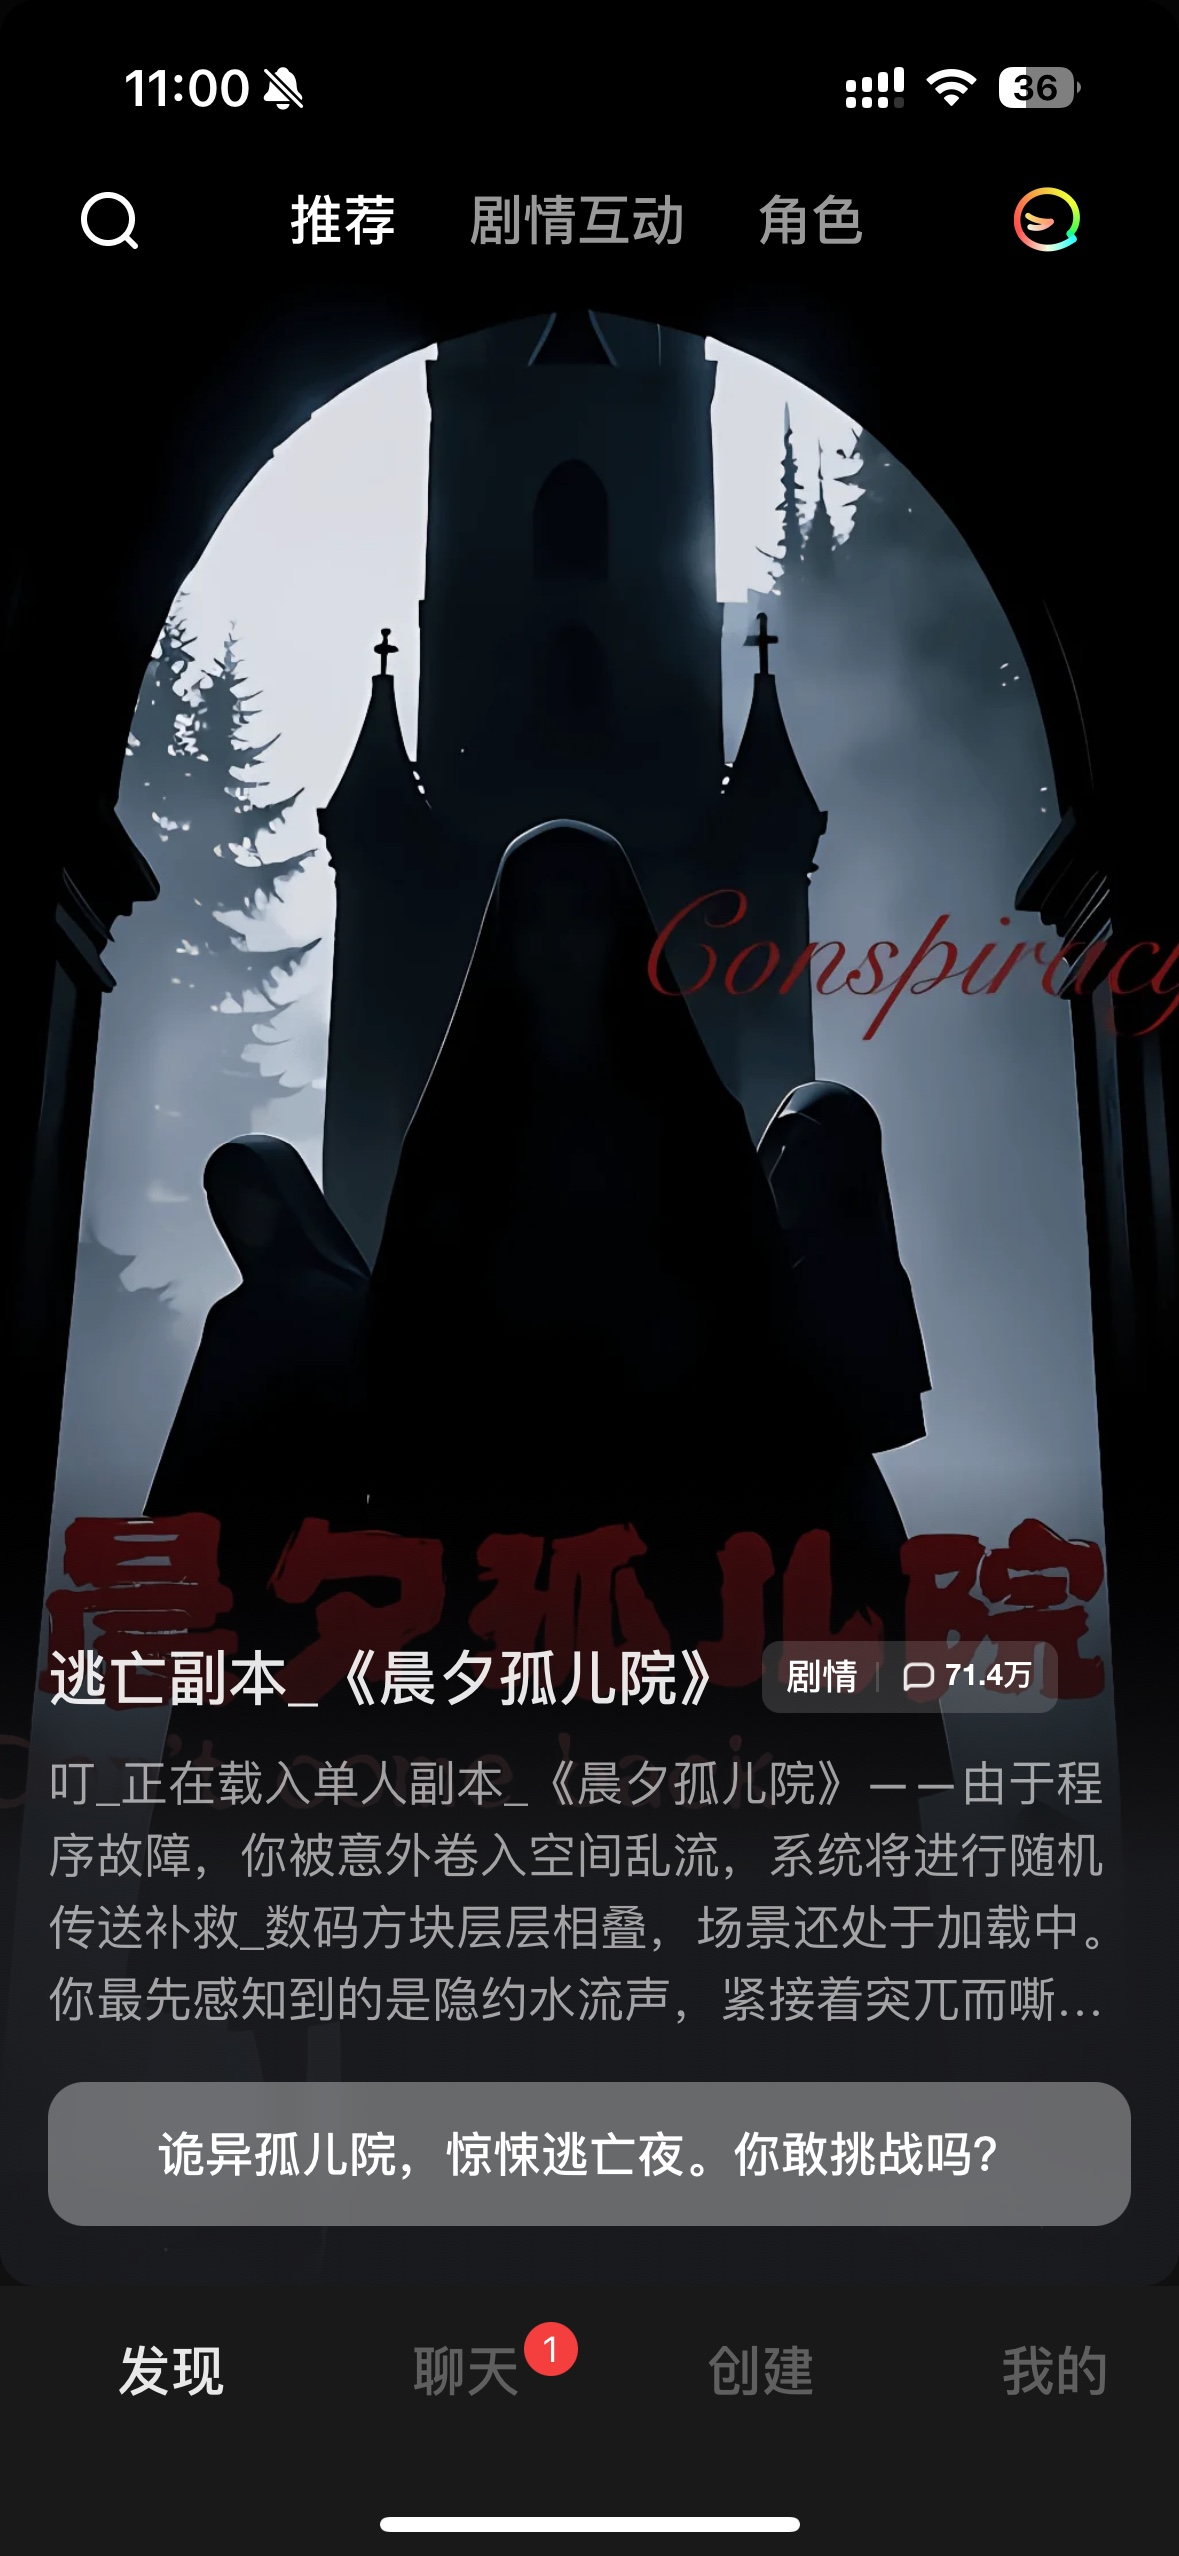 11:00
36
推荐 剧情互动 角色
Conspiracy
晨夕孤儿院
逃亡副本_《晨夕孤儿院》 剧情 71.4万
叮_正在载入单人副本_《晨夕孤儿院》——由于程
序故障，你被意外卷入空间乱流，系统将进行随机
传送补救_数码方块层层相叠，场景还处于加载中。
你最先感知到的是隐约水流声，紧接着突兀而嘶...
诡异孤儿院，惊悚逃亡夜。你敢挑战吗？
发现 聊天 1 创建 我的